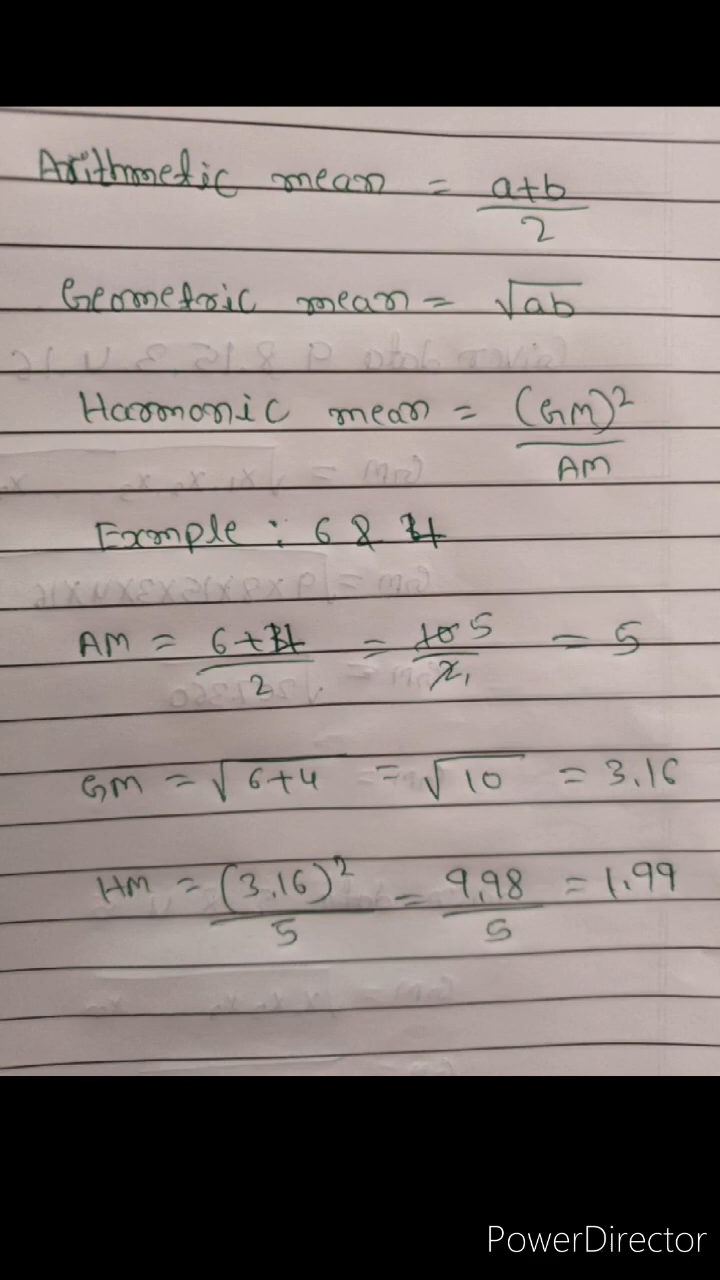 Arithmetic mean = a+b/2
Geometric mean = √ab
Harmonic mean = (GM)²/AM
Exmple : 6 & 4
AM = 6+4/2 = 10 5/2 1 = 5
GM = √6+4 = √10 = 3.16
HM = (3.16)²/5 = 9.98/5 = 1.99
PowerDirector